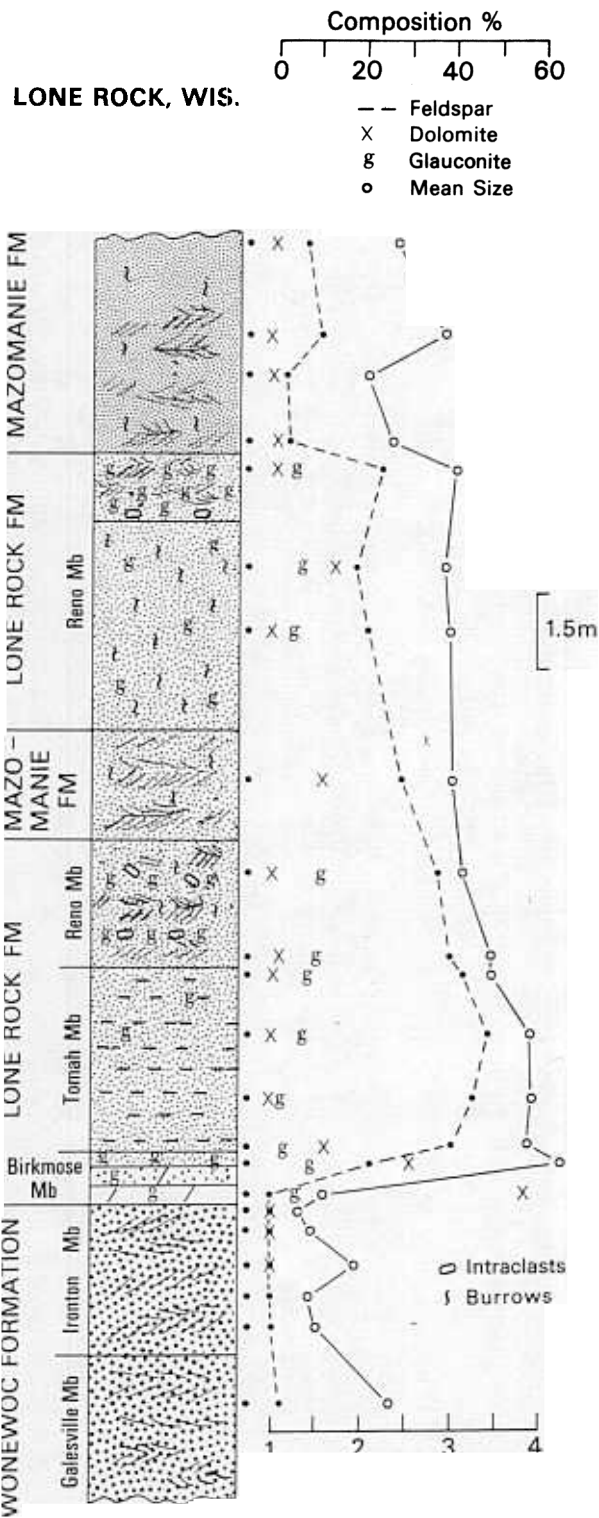 Composition %
0 20 40 60
LONE ROCK, WIS.
Feldspar
X Dolomite
g Glauconite
Mean Size
MAZOMANIE FM
LONE ROCK FM
Reno Mb
1.5m
MAZO-
MANIE
FM
LONE ROCK FM
Reno Mb
Tomah Mb
Birkmose
Mb
WONEWOC FORMATION
Ironton Mb
Galesville Mb
Intraclasts
Burrows
1 2 3 4